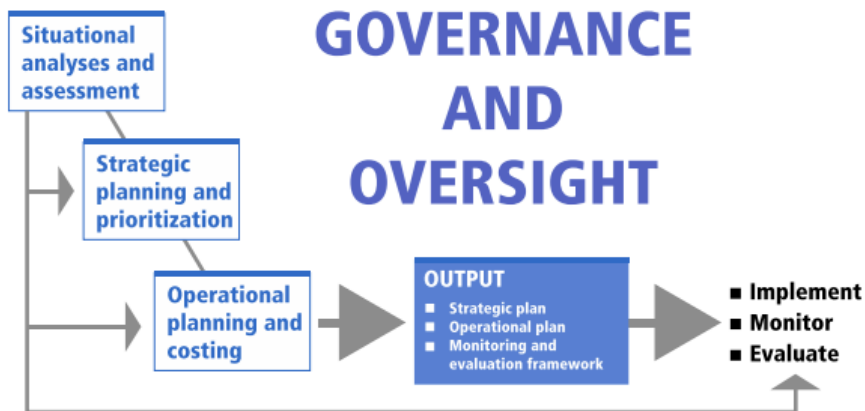 GOVERNANCE
AND
OVERSIGHT
Situational
analyses and
assessment
Strategic
planning and
prioritization
Operational
planning and
costing
OUTPUT
■ Strategic plan
■ Operational plan
■ Monitoring and
evaluation framework
■ Implement
■ Monitor
■ Evaluate